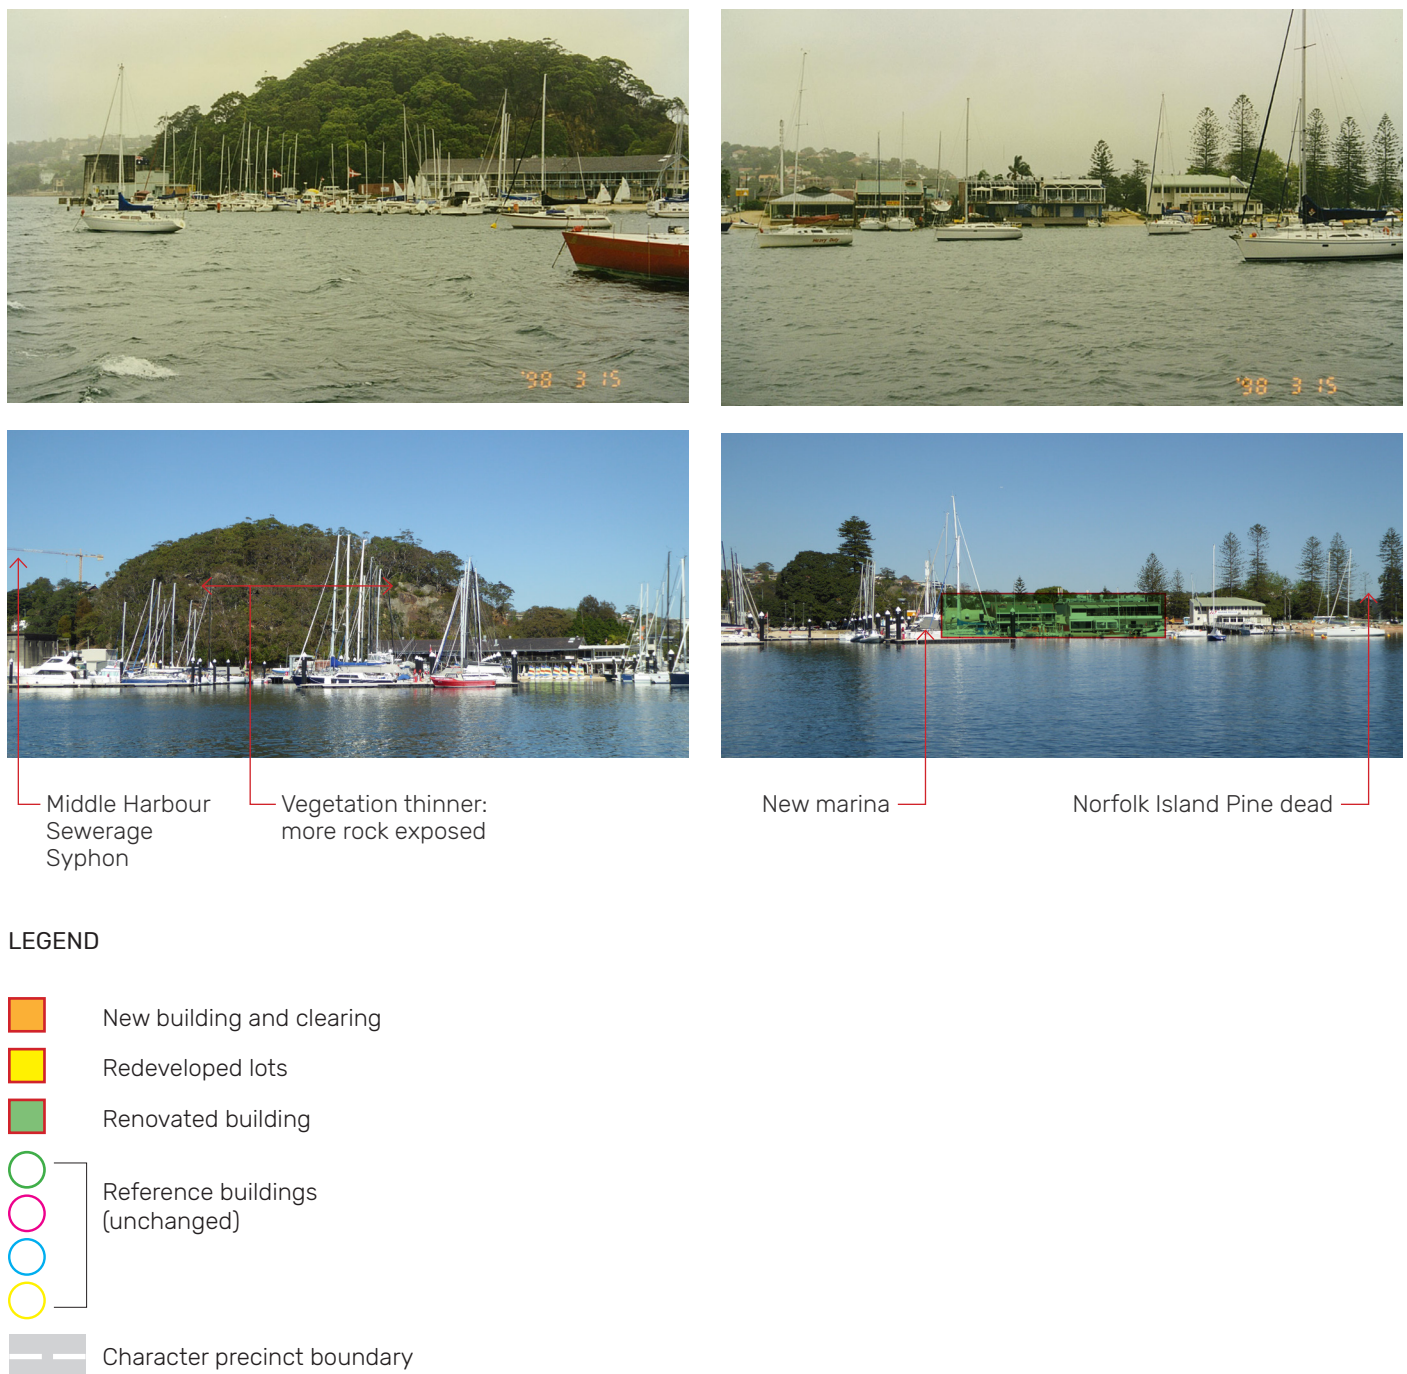 '98 3 15
'98 3 15
Middle Harbour
Sewerage
Syphon
Vegetation thinner:
more rock exposed
New marina
Norfolk Island Pine dead
LEGEND
New building and clearing
Redeveloped lots
Renovated building
Reference buildings
(unchanged)
Character precinct boundary